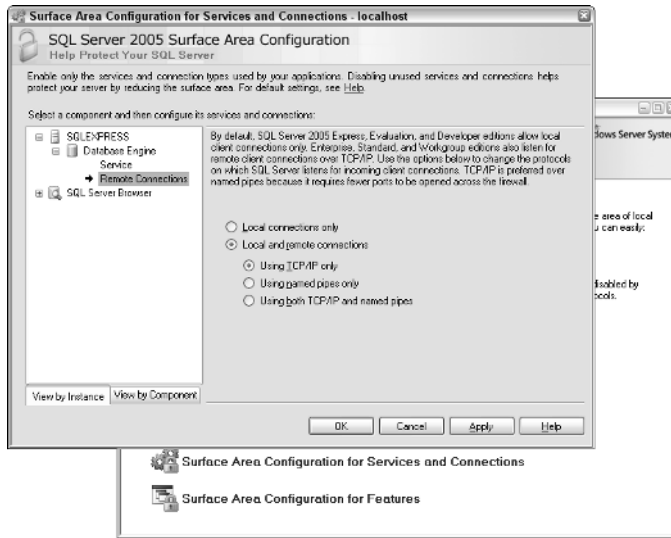 Surface Area Configuration for Services and Connections - localhost
SQL Server 2005 Surface Area Configuration
Help Protect Your SQL Server
Enable only the services and connection types used by your applications. Disabling unused services and connections helps
protect your server by reducing the surface area. For default settings, see Help.
Select a component and then configure its services and connections:
SQLEXPRESS
Database Engine
Service
Remote Connections
SQL Server Browser
By default, SQL Server 2005 Express, Evaluation, and Developer editions allow local
client connections only. Enterprise, Standard, and Workgroup editions also listen for
remote client connections over TCP/IP. Use the options below to change the protocols
on which SQL Server listens for incoming client connections. TCP/IP is preferred over
named pipes because it requires fewer ports to be opened across the firewall.
Local connections only
Local and remote connections
Using TCP/IP only
Using named pipes only
Using both TCP/IP and named pipes
View by Instance
View by Component
OK
Cancel
Apply
Help
dows Server System
e area of local
u can easily:
disabled by
ocols.
Surface Area Configuration for Services and Connections
Surface Area Configuration for Features